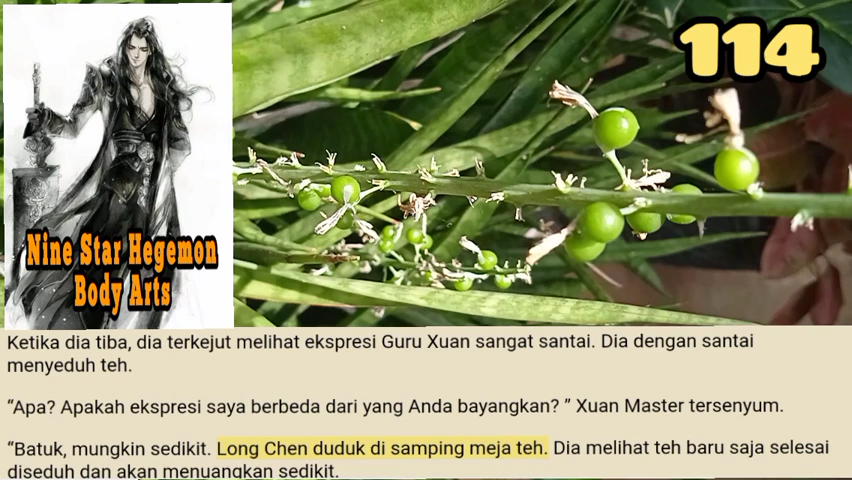 114
Nine Star Hegemon
Body Arts
Ketika dia tiba, dia terkejut melihat ekspresi Guru Xuan sangat santai. Dia dengan santai
menyeduh teh.
“Apa? Apakah ekspresi saya berbeda dari yang Anda bayangkan? ” Xuan Master tersenyum.
“Batuk, mungkin sedikit. Long Chen duduk di samping meja teh. Dia melihat teh baru saja selesai
diseduh dan akan menuangkan sedikit.